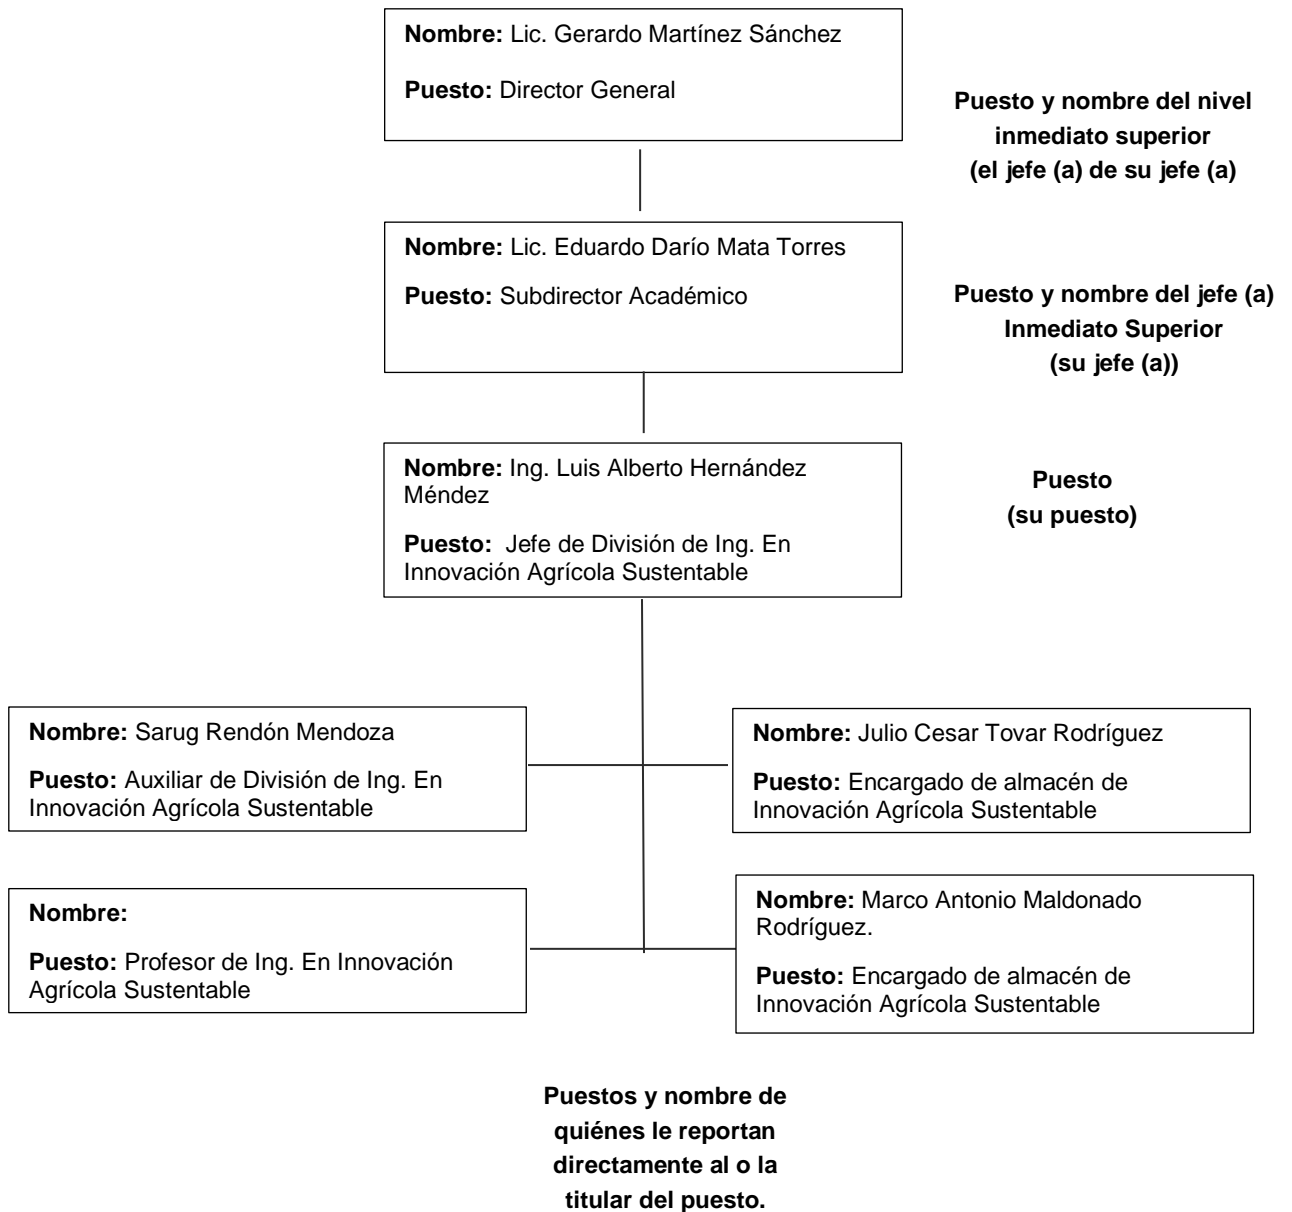 Nombre: Lic. Gerardo Martínez Sánchez
Puesto: Director General
Puesto y nombre del nivel
inmediato superior
(el jefe (a) de su jefe (a)
Nombre: Lic. Eduardo Darío Mata Torres
Puesto: Subdirector Académico
Puesto y nombre del jefe (a)
Inmediato Superior
(su jefe (a))
Nombre: Ing. Luis Alberto Hernández
Méndez
Puesto: Jefe de División de Ing. En
Innovación Agrícola Sustentable
Puesto
(su puesto)
Nombre: Sarug Rendón Mendoza
Puesto: Auxiliar de División de Ing. En
Innovación Agrícola Sustentable
Nombre: Julio Cesar Tovar Rodríguez
Puesto: Encargado de almacén de
Innovación Agrícola Sustentable
Nombre:
Puesto: Profesor de Ing. En Innovación
Agrícola Sustentable
Nombre: Marco Antonio Maldonado
Rodríguez.
Puesto: Encargado de almacén de
Innovación Agrícola Sustentable
Puestos y nombre de
quiénes le reportan
directamente al o la
titular del puesto.